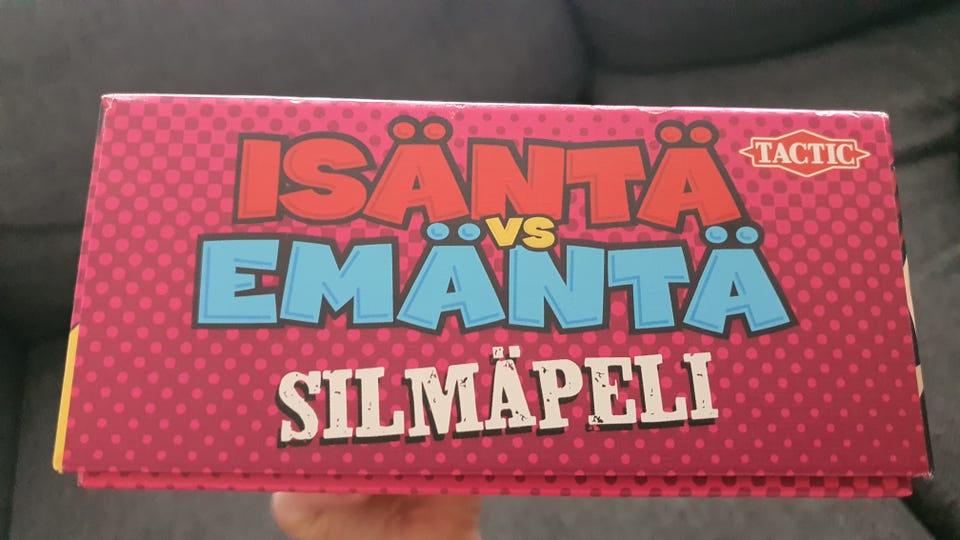 ISÄNTÄ
TACTIC
VS
EMÄNTÄ
SILMÄPELI